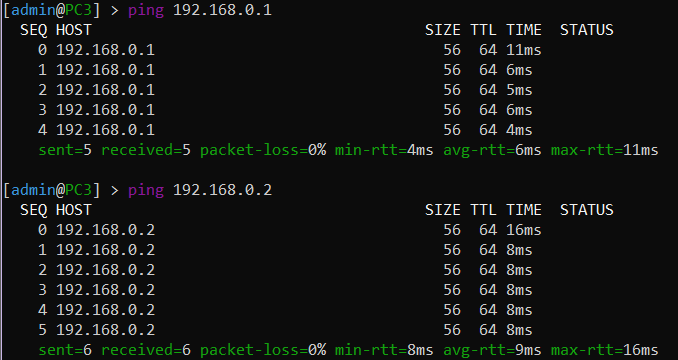 [admin@PC3] > ping 192.168.0.1
SEQ HOST SIZE TTL TIME STATUS
0 192.168.0.1 56 64 11ms
1 192.168.0.1 56 64 6ms
2 192.168.0.1 56 64 5ms
3 192.168.0.1 56 64 6ms
4 192.168.0.1 56 64 4ms
sent=5 received=5 packet-loss=0% min-rtt=4ms avg-rtt=6ms max-rtt=11ms
[admin@PC3] > ping 192.168.0.2
SEQ HOST SIZE TTL TIME STATUS
0 192.168.0.2 56 64 16ms
1 192.168.0.2 56 64 8ms
2 192.168.0.2 56 64 8ms
3 192.168.0.2 56 64 8ms
4 192.168.0.2 56 64 8ms
5 192.168.0.2 56 64 8ms
sent=6 received=6 packet-loss=0% min-rtt=8ms avg-rtt=9ms max-rtt=16ms